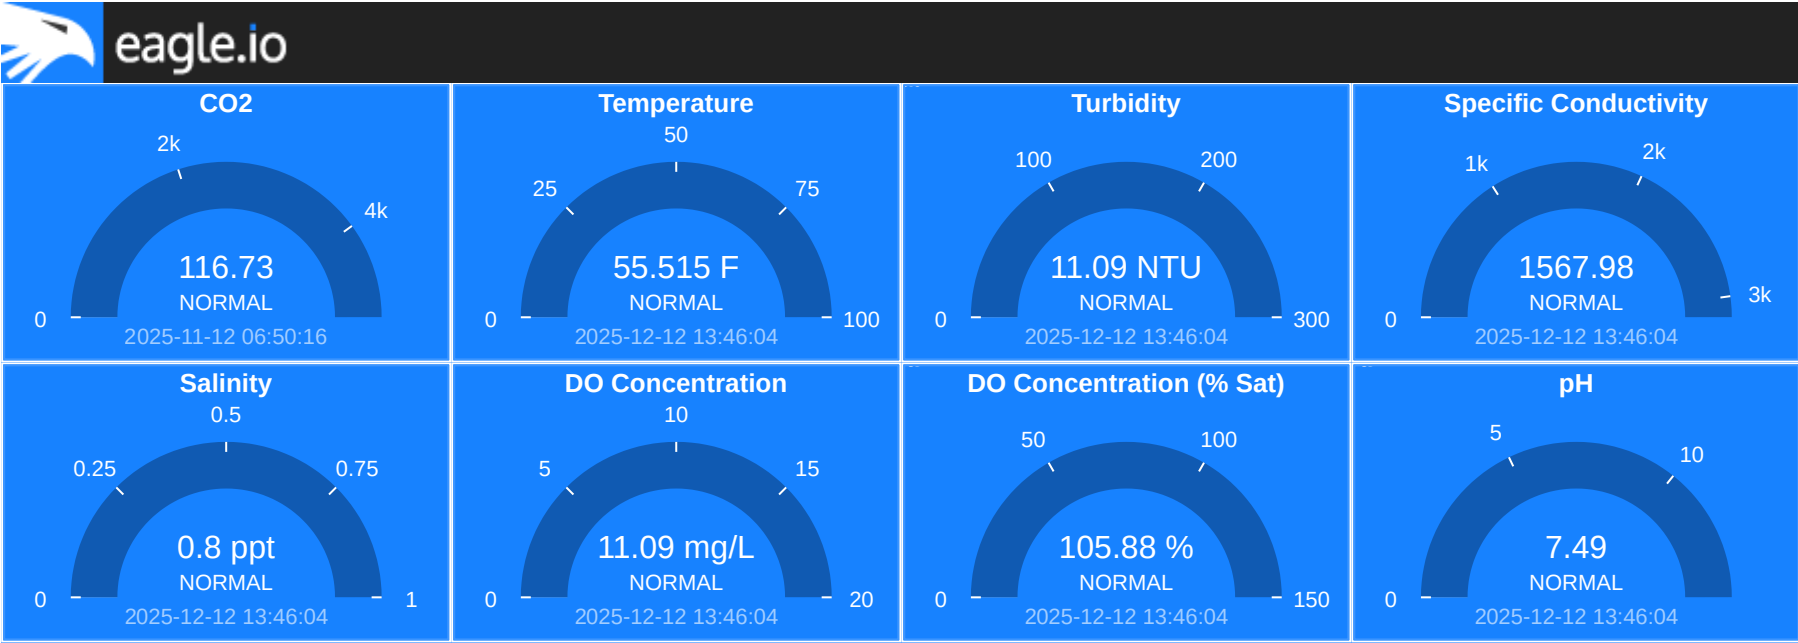 eagle.io
CO2
2k
4k
0
116.73
NORMAL
2025-11-12 06:50:16
Temperature
50
25
75
0
100
55.515 F
NORMAL
2025-12-12 13:46:04
Turbidity
100
200
0
300
11.09 NTU
NORMAL
2025-12-12 13:46:04
Specific Conductivity
1k
2k
0
3k
1567.98
NORMAL
2025-12-12 13:46:04
Salinity
0.5
0.25
0.75
0
1
0.8 ppt
NORMAL
2025-12-12 13:46:04
DO Concentration
10
5
15
0
20
11.09 mg/L
NORMAL
2025-12-12 13:46:04
DO Concentration (% Sat)
50
100
0
150
105.88 %
NORMAL
2025-12-12 13:46:04
pH
5
10
0
7.49
NORMAL
2025-12-12 13:46:04